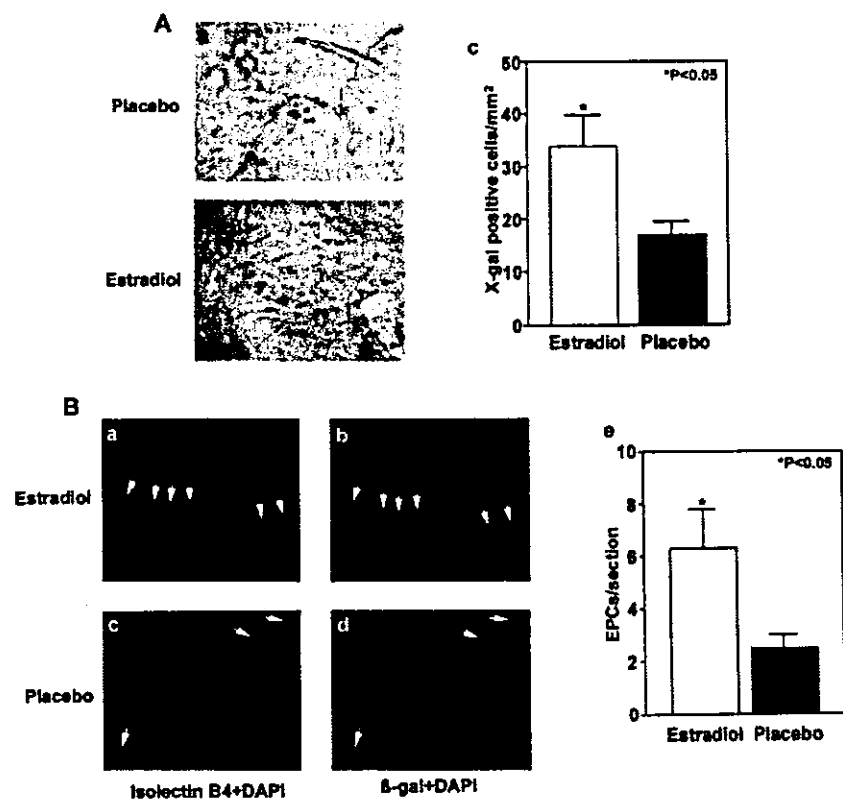 A
Placebo
Estradiol
c
X-gal positive cells/mm²
50
40
30
20
10
0
*P<0.05
*
Estradiol Placebo
B
a
b
Estradiol
c
d
Placebo
Isolectin B4+DAPI
ß-gal+DAPI
e
EPCs/section
10
8
6
4
2
0
*P<0.05
*
Estradiol Placebo